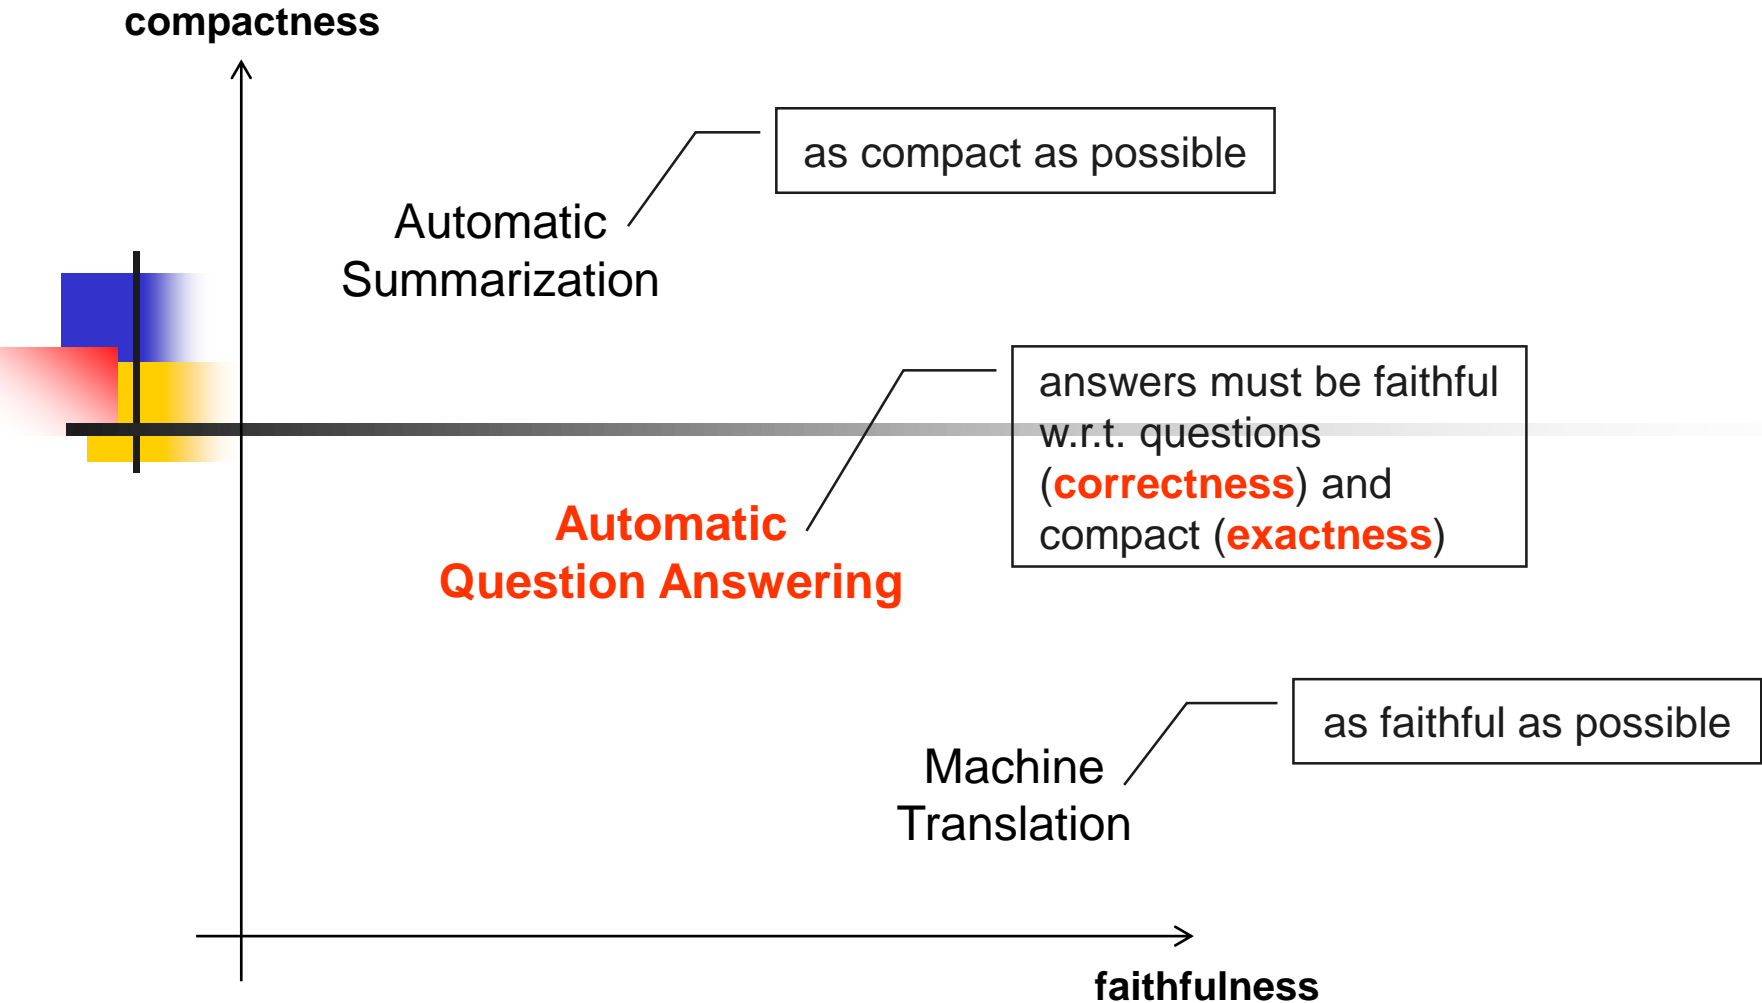 compactness
as compact as possible
Automatic
Summarization
answers must be faithful
w.r.t. questions
(correctness) and
compact (exactness)
Automatic
Question Answering
as faithful as possible
Machine
Translation
faithfulness